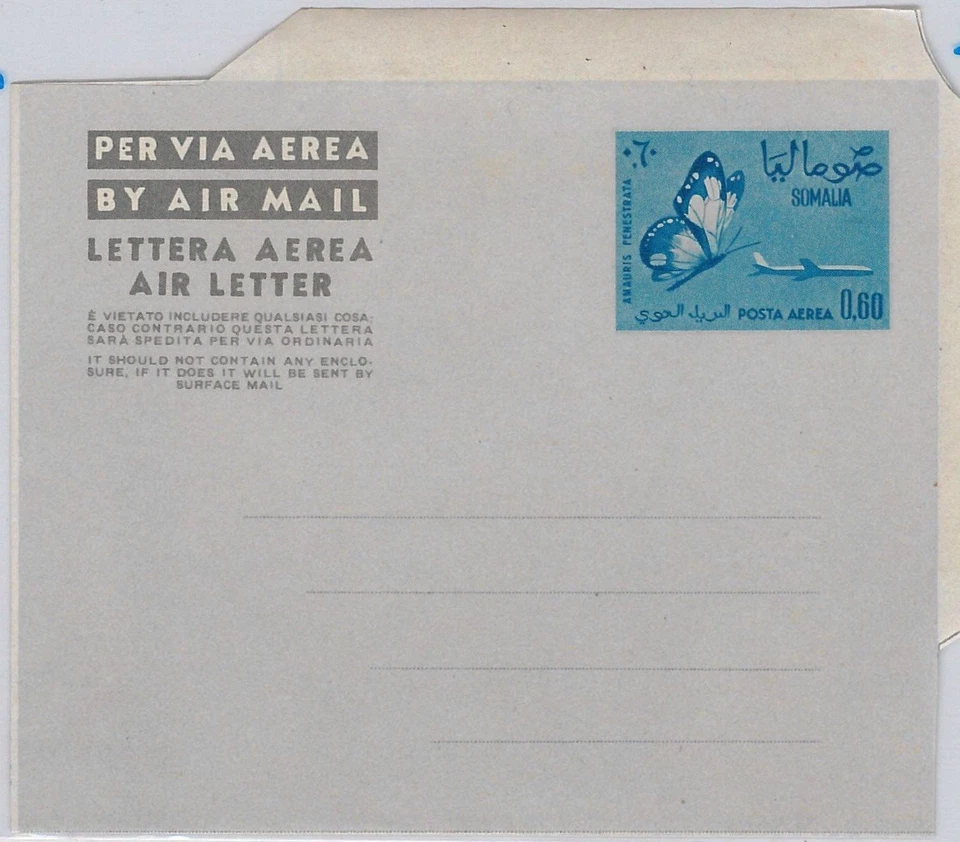 PER VIA AEREA
BY AIR MAIL
LETTERA AEREA
AIR LETTER
È VIETATO INCLUDERE QUALSIASI COSA;
CASO CONTRARIO QUESTA LETTERA
SARÀ SPEDITA PER VIA ORDINARIA
IT SHOULD NOT CONTAIN ANY ENCLO-
SURE, IF IT DOES IT WILL BE SENT BY
SURFACE MAIL
٠،٦٠
صوماليا
SOMALIA
AMAURIS FENESTRATA
البريد الجوي POSTA AEREA 0,60